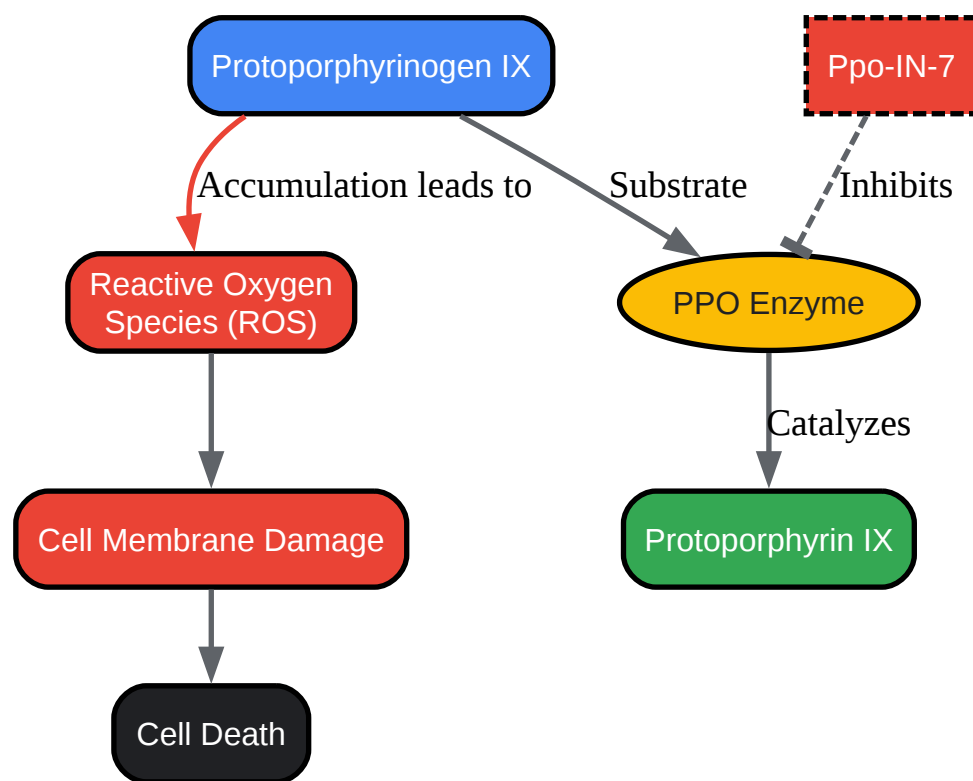 Protoporphyrinogen IX
Ppo-IN-7
Accumulation leads to
Substrate
Inhibits
Reactive Oxygen
Species (ROS)
PPO Enzyme
Catalyzes
Cell Membrane Damage
Protoporphyrin IX
Cell Death